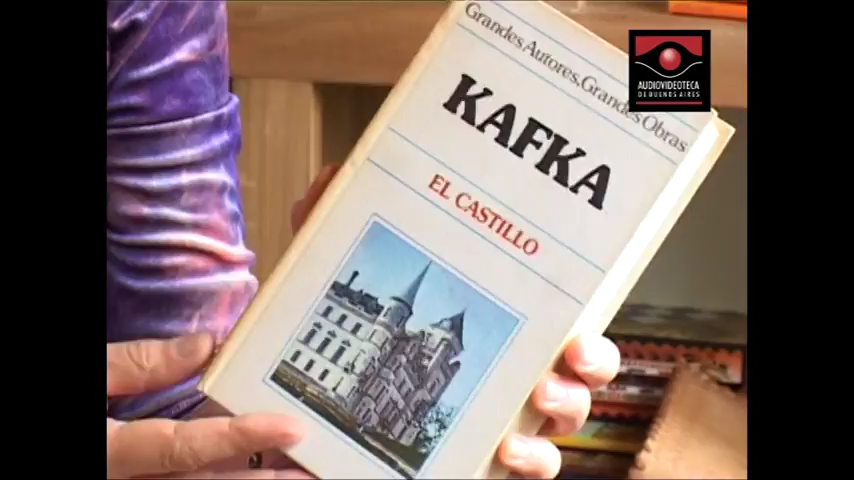 Grandes Autores, Grandes Obras
KAFKA
EL CASTILLO
AUDIOVIDEOTECA
DE BUENOS AIRES